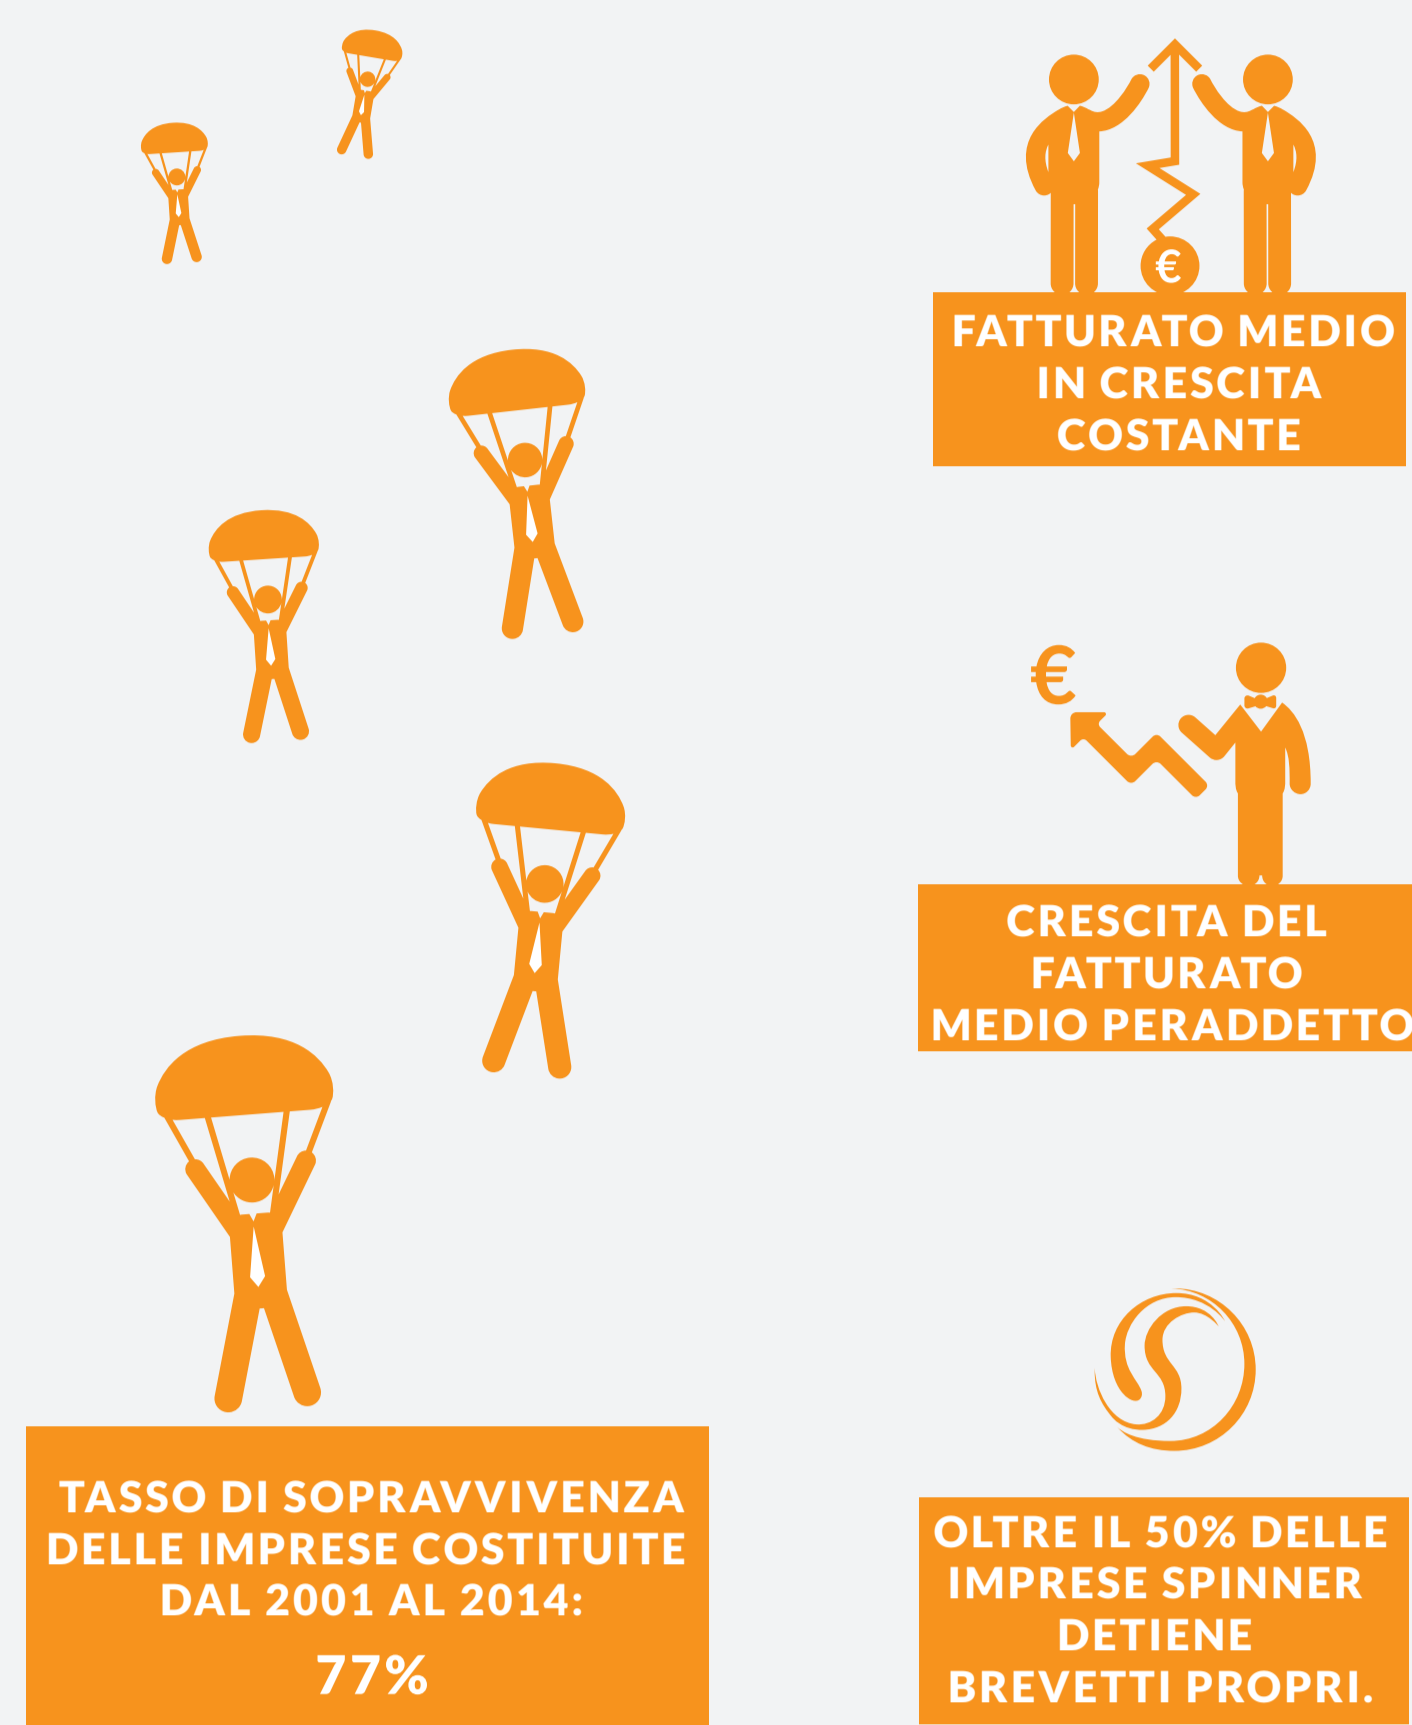 €
FATTURATO MEDIO
IN CRESCITA
COSTANTE
€
CRESCITA DEL
FATTURATO
MEDIO PERADDETTO
TASSO DI SOPRAVVIVENZA
DELLE IMPRESE COSTITUITE
DAL 2001 AL 2014:
77%
OLTRE IL 50% DELLE
IMPRESE SPINNER
DETIENE
BREVETTI PROPRI.